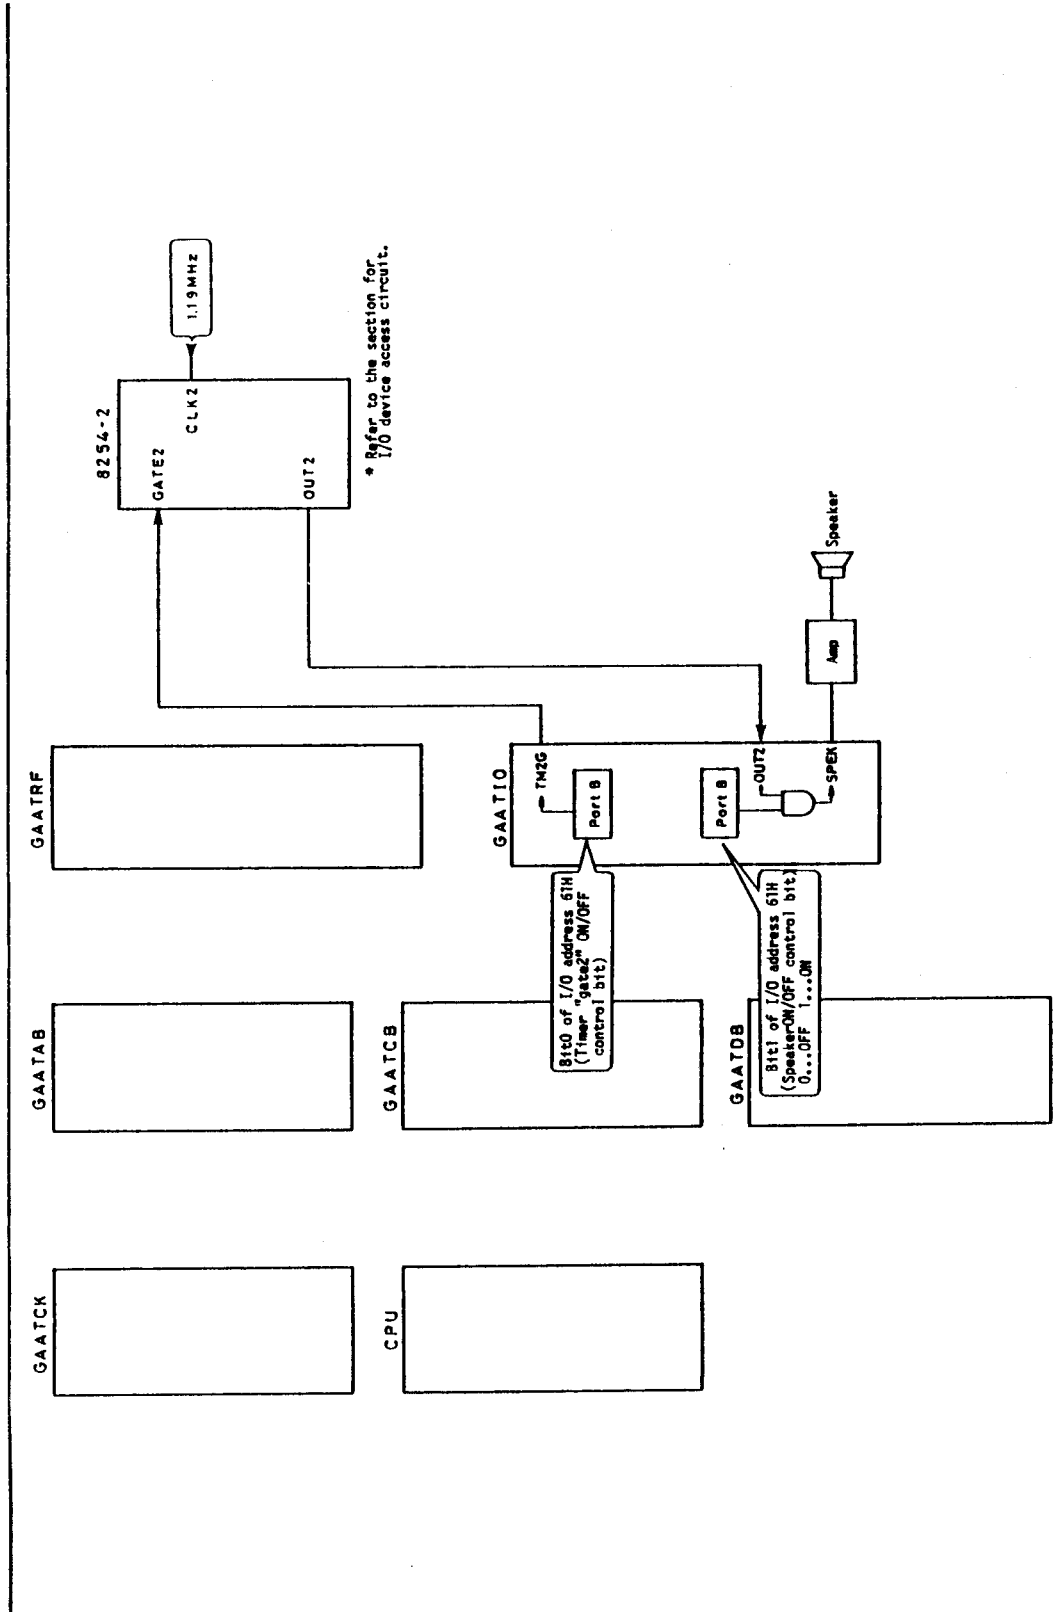 GAATCK
GAATAB
GAATRF
8254-2
GATE2
CLK2
1.19MHz
OUT2
* Refer to the section for
I/O device access circuit.
CPU
GAATCB
GAATIO
TM2G
Port B
Bit0 of I/O address 61H
(Timer "gate2" ON/OFF
control bit)
Port B
OUT2
SPEK
Amp
Speaker
GAATDB
Bit1 of I/O address 61H
(SpeakerON/OFF control bit)
0...OFF 1...ON